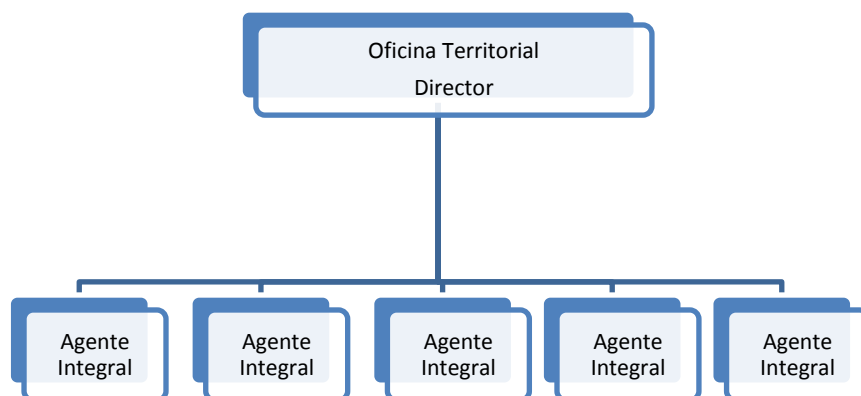 Oficina Territorial
Director
Agente
Integral
Agente
Integral
Agente
Integral
Agente
Integral
Agente
Integral